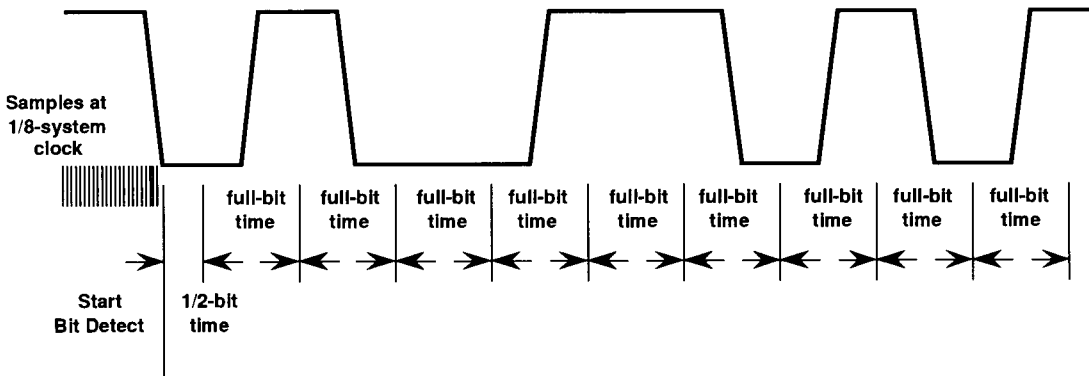 Samples at
1/8-system
clock
full-bit full-bit full-bit full-bit full-bit full-bit full-bit full-bit full-bit
time time time time time time time time time
Start 1/2-bit
Bit Detect time